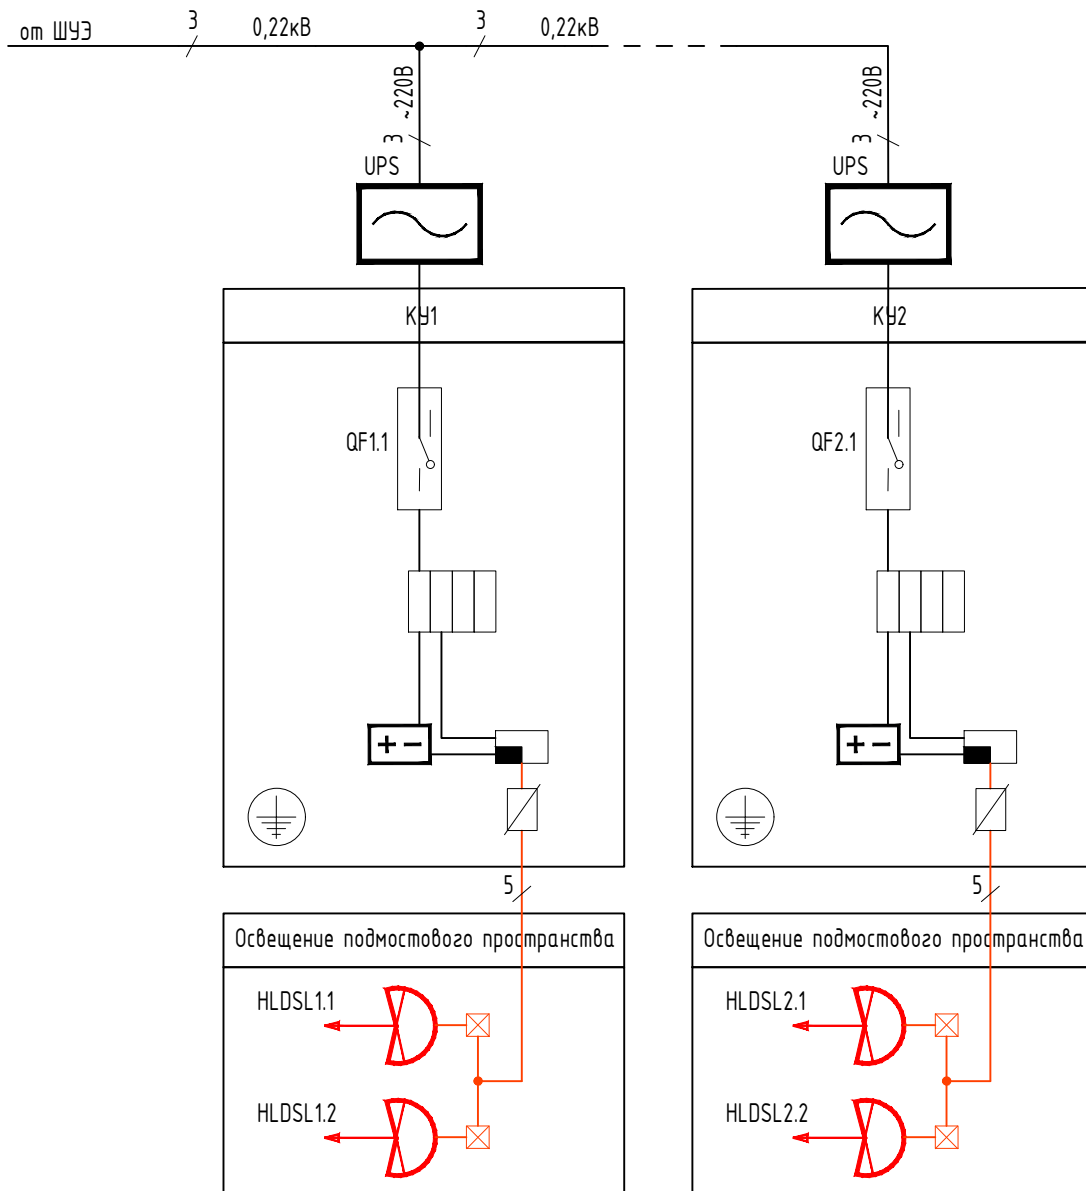 от ШУЭ
3
0,22кВ
3
0,22кВ
~220В
3
~220В
3
UPS
UPS
КУ1
КУ2
QF1.1
QF2.1
+ −
+ −
5
5
Освещение подмостового пространства
Освещение подмостового пространства
HLDSL1.1
HLDSL2.1
HLDSL1.2
HLDSL2.2